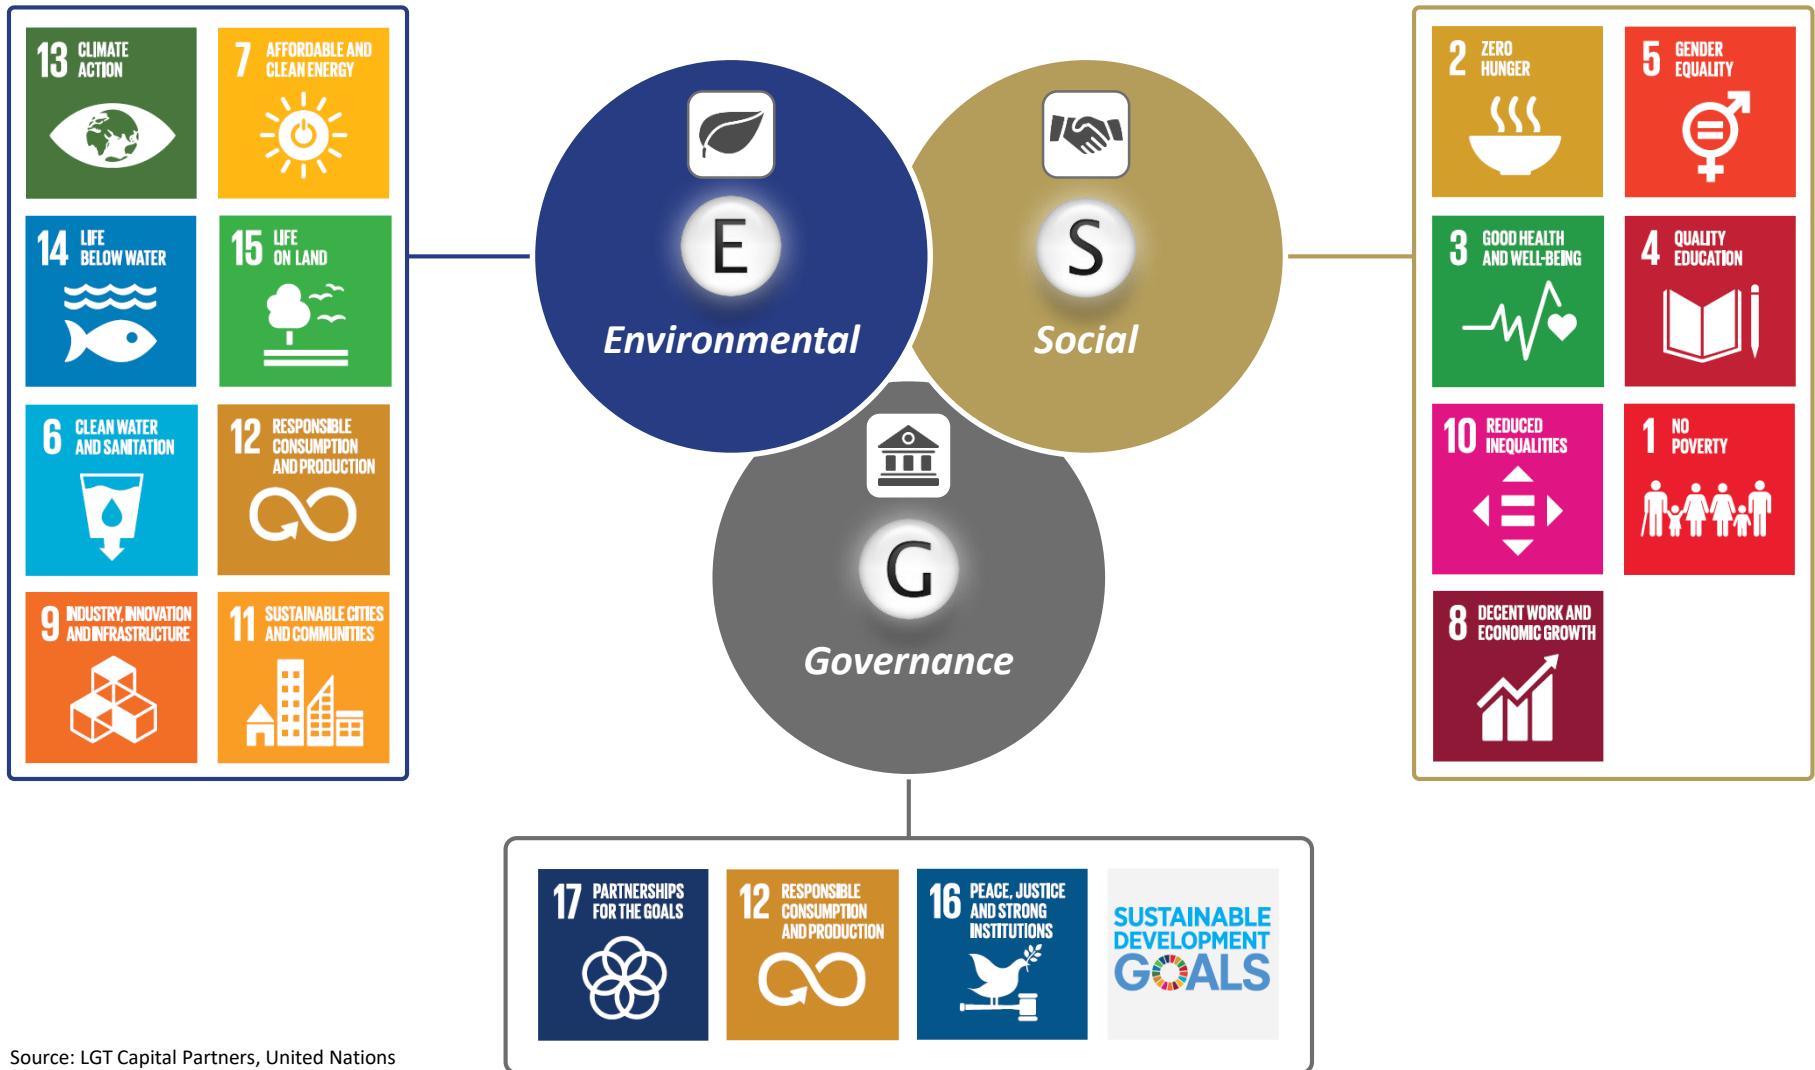 13 CLIMATE
ACTION
7 AFFORDABLE AND
CLEAN ENERGY
14 LIFE
BELOW WATER
15 LIFE
ON LAND
6 CLEAN WATER
AND SANITATION
12 RESPONSIBLE
CONSUMPTION
AND PRODUCTION
9 INDUSTRY, INNOVATION
AND INFRASTRUCTURE
11 SUSTAINABLE CITIES
AND COMMUNITIES
E
Environmental
S
Social
G
Governance
2 ZERO
HUNGER
5 GENDER
EQUALITY
3 GOOD HEALTH
AND WELL-BEING
4 QUALITY
EDUCATION
10 REDUCED
INEQUALITIES
1 NO
POVERTY
8 DECENT WORK AND
ECONOMIC GROWTH
17 PARTNERSHIPS
FOR THE GOALS
12 RESPONSIBLE
CONSUMPTION
AND PRODUCTION
16 PEACE, JUSTICE
AND STRONG
INSTITUTIONS
SUSTAINABLE
DEVELOPMENT
GOALS
Source: LGT Capital Partners, United Nations